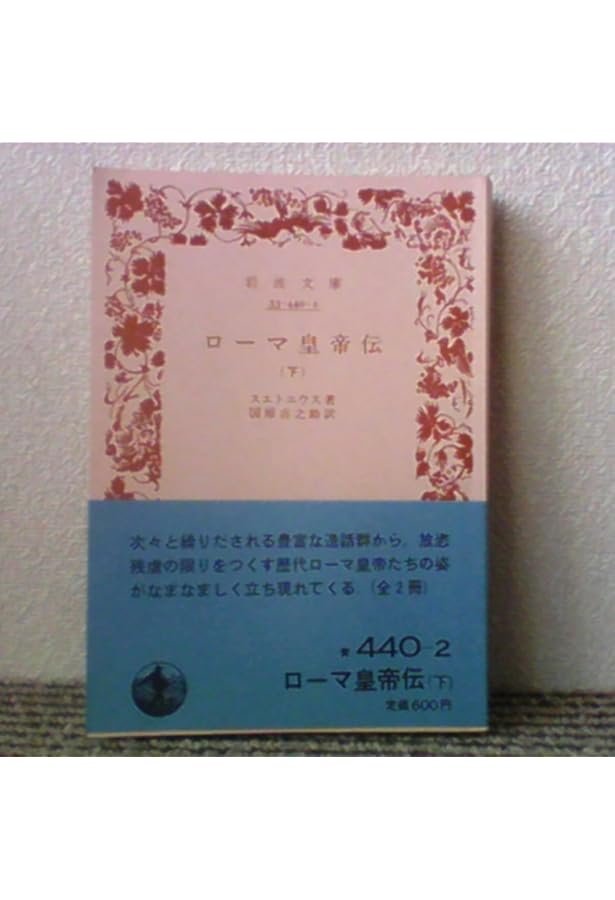 岩波文庫
ローマ皇帝伝
(下)
スエトニウス著
国原吉之助訳
次々と繰りだされる豊富な逸話群から、放恣
残虐の限りをつくす歴代ローマ皇帝たちの姿
がなまなましく立ち現れてくる.(全2冊)
青440-2
ローマ皇帝伝(下)
定価600円